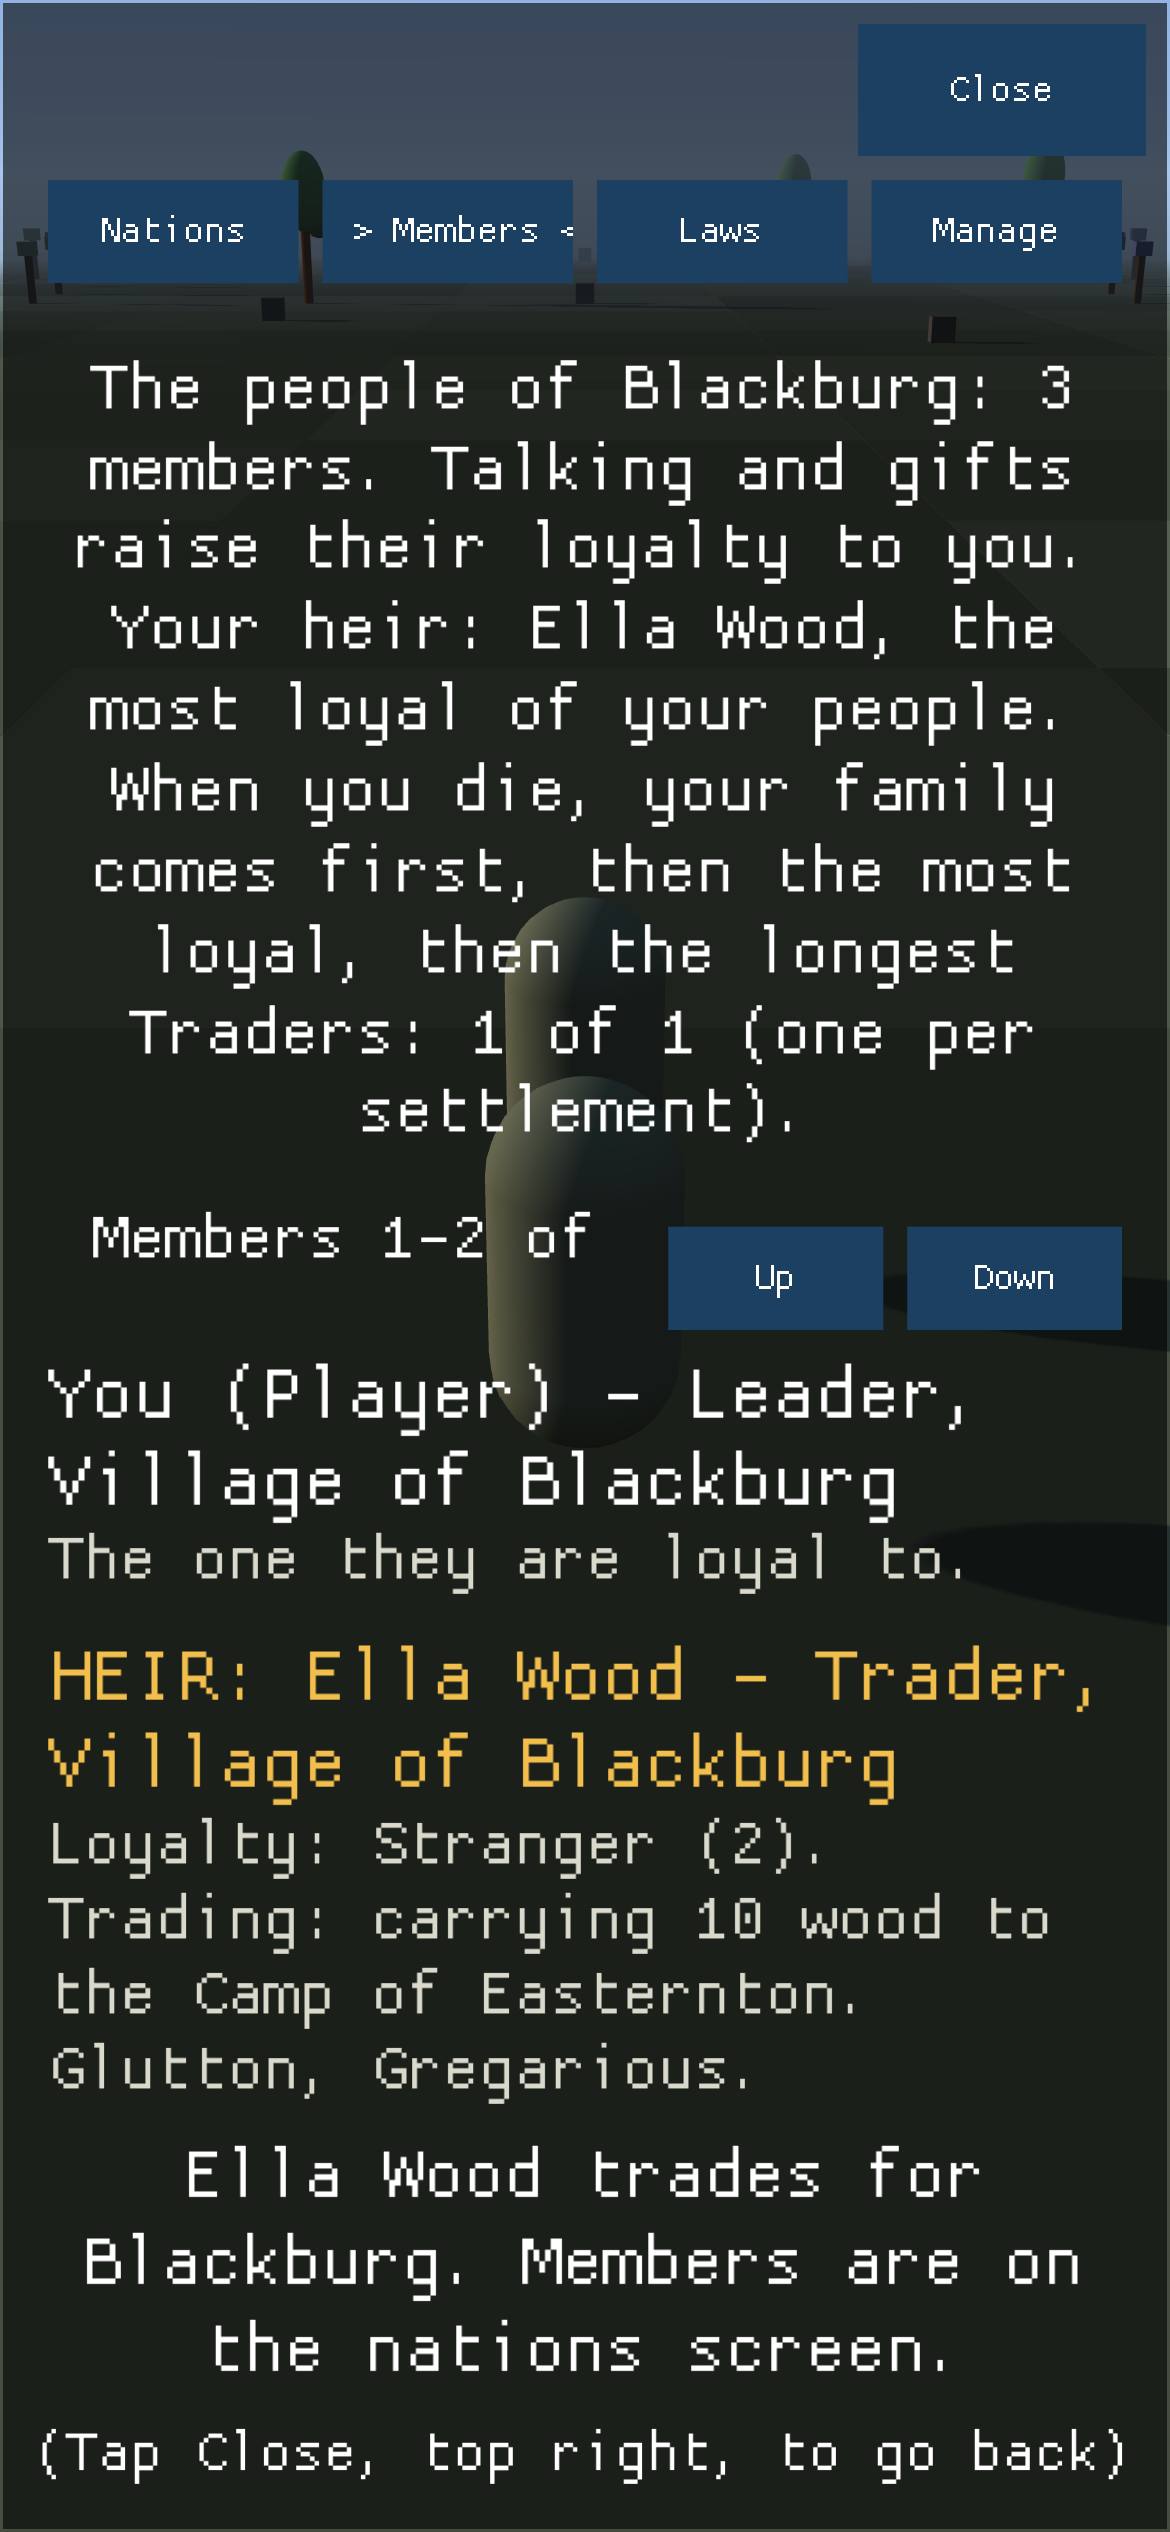 Close
Nations
> Members <
Laws
Manage
The people of Blackburg: 3
members. Talking and gifts
raise their loyalty to you.
Your heir: Ella Wood, the
most loyal of your people.
When you die, your family
comes first, then the most
loyal, then the longest
Traders: 1 of 1 (one per
settlement).
Members 1-2 of
Up
Down
You (Player) - Leader,
Village of Blackburg
The one they are loyal to.
HEIR: Ella Wood - Trader,
Village of Blackburg
Loyalty: Stranger (2).
Trading: carrying 10 wood to
the Camp of Easternton.
Glutton, Gregarious.
Ella Wood trades for
Blackburg. Members are on
the nations screen.
(Tap Close, top right, to go back)